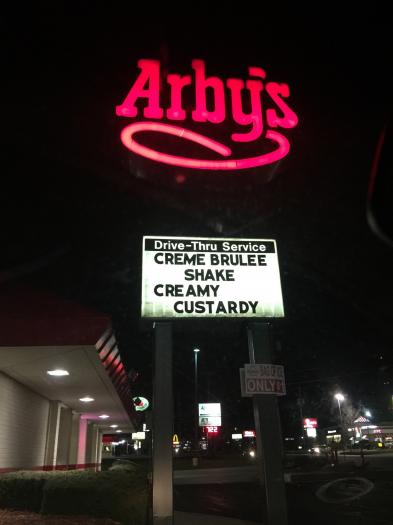 Arby's
Drive-Thru Service
CREME BRULEE
SHAKE
CREAMY
CUSTARDY
ONLY